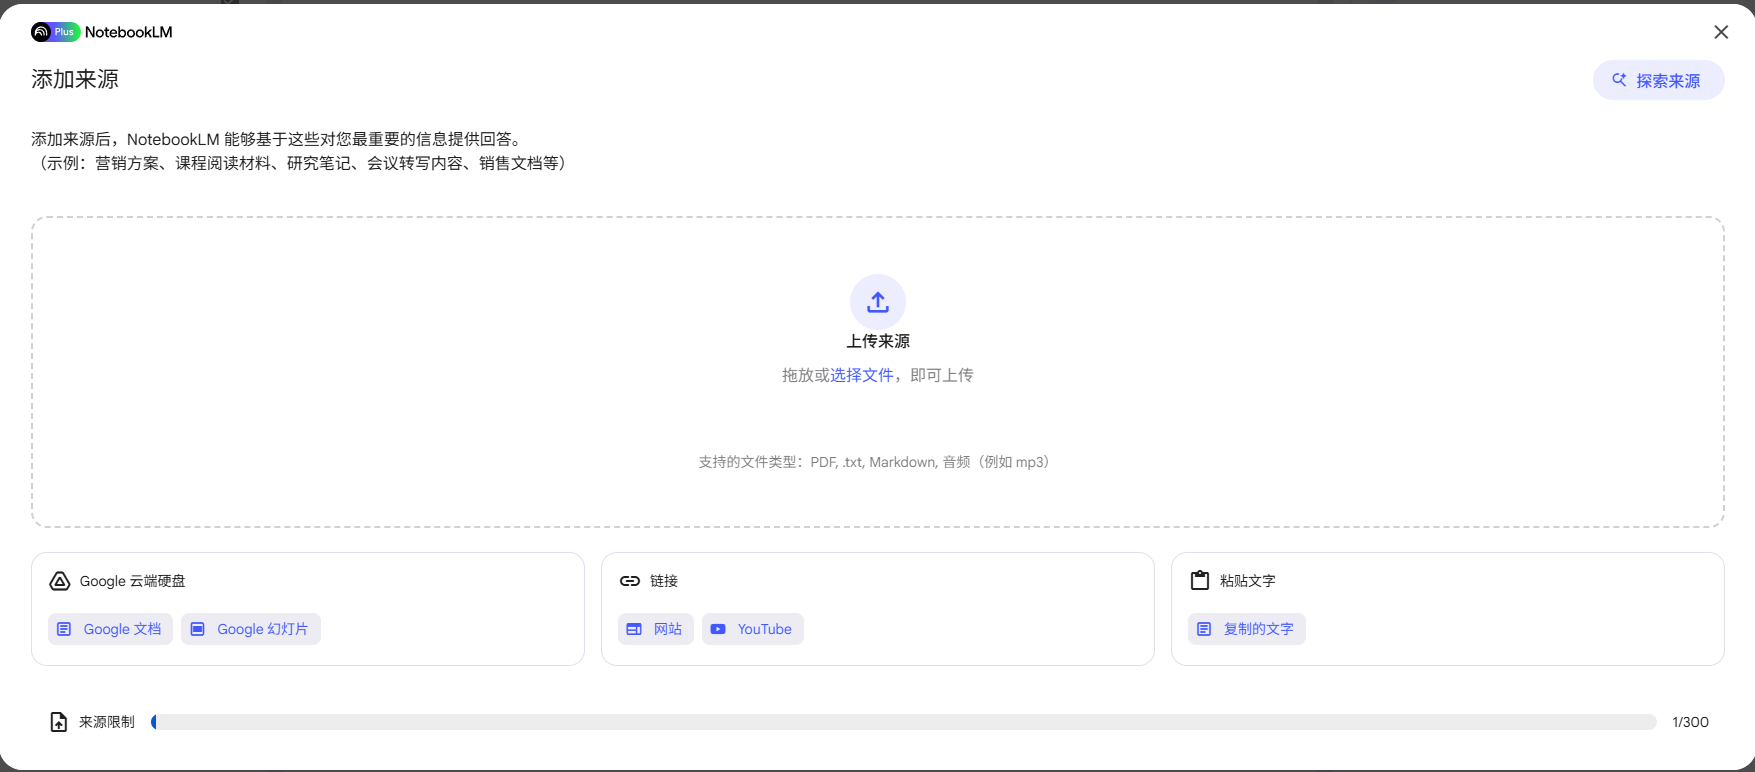 Plus NotebookLM
添加来源
探索来源
添加来源后，NotebookLM 能够基于这些对您最重要的信息提供回答。
（示例：营销方案、课程阅读材料、研究笔记、会议转写内容、销售文档等）
上传来源
拖放或选择文件，即可上传
支持的文件类型：PDF, .txt, Markdown, 音频（例如 mp3）
Google 云端硬盘
Google 文档
Google 幻灯片
链接
网站
YouTube
粘贴文字
复制的文字
来源限制
1/300